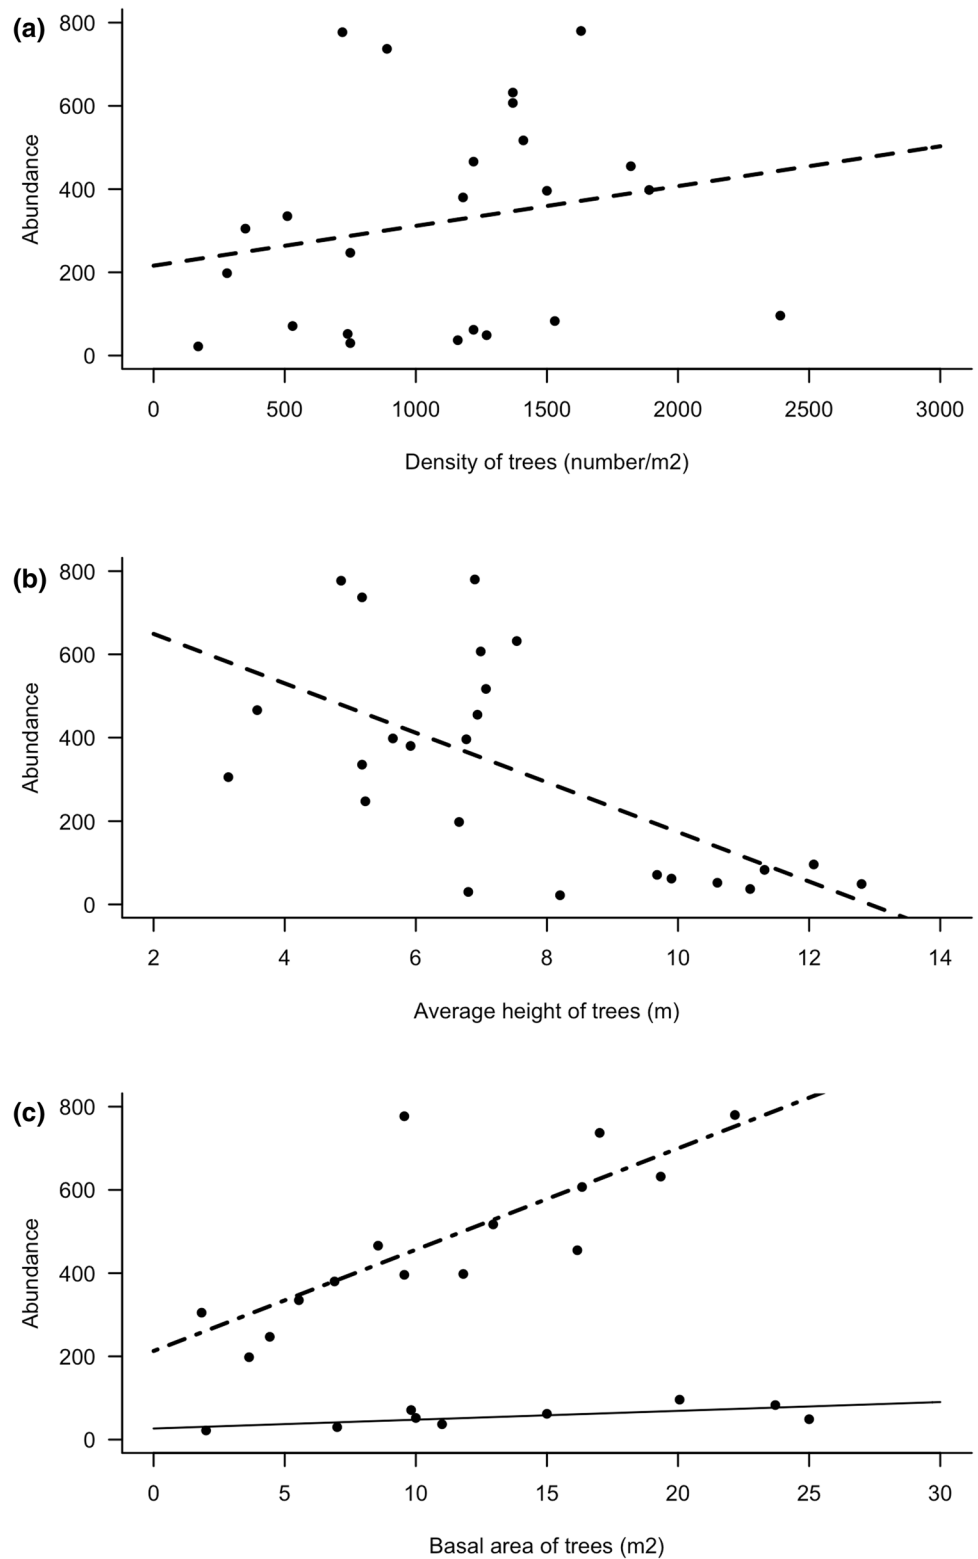 (a)
800
600
400
200
0
Abundance
0 500 1000 1500 2000 2500 3000
Density of trees (number/m2)
(b)
800
600
400
200
0
Abundance
2 4 6 8 10 12 14
Average height of trees (m)
(c)
800
600
400
200
0
Abundance
0 5 10 15 20 25 30
Basal area of trees (m2)